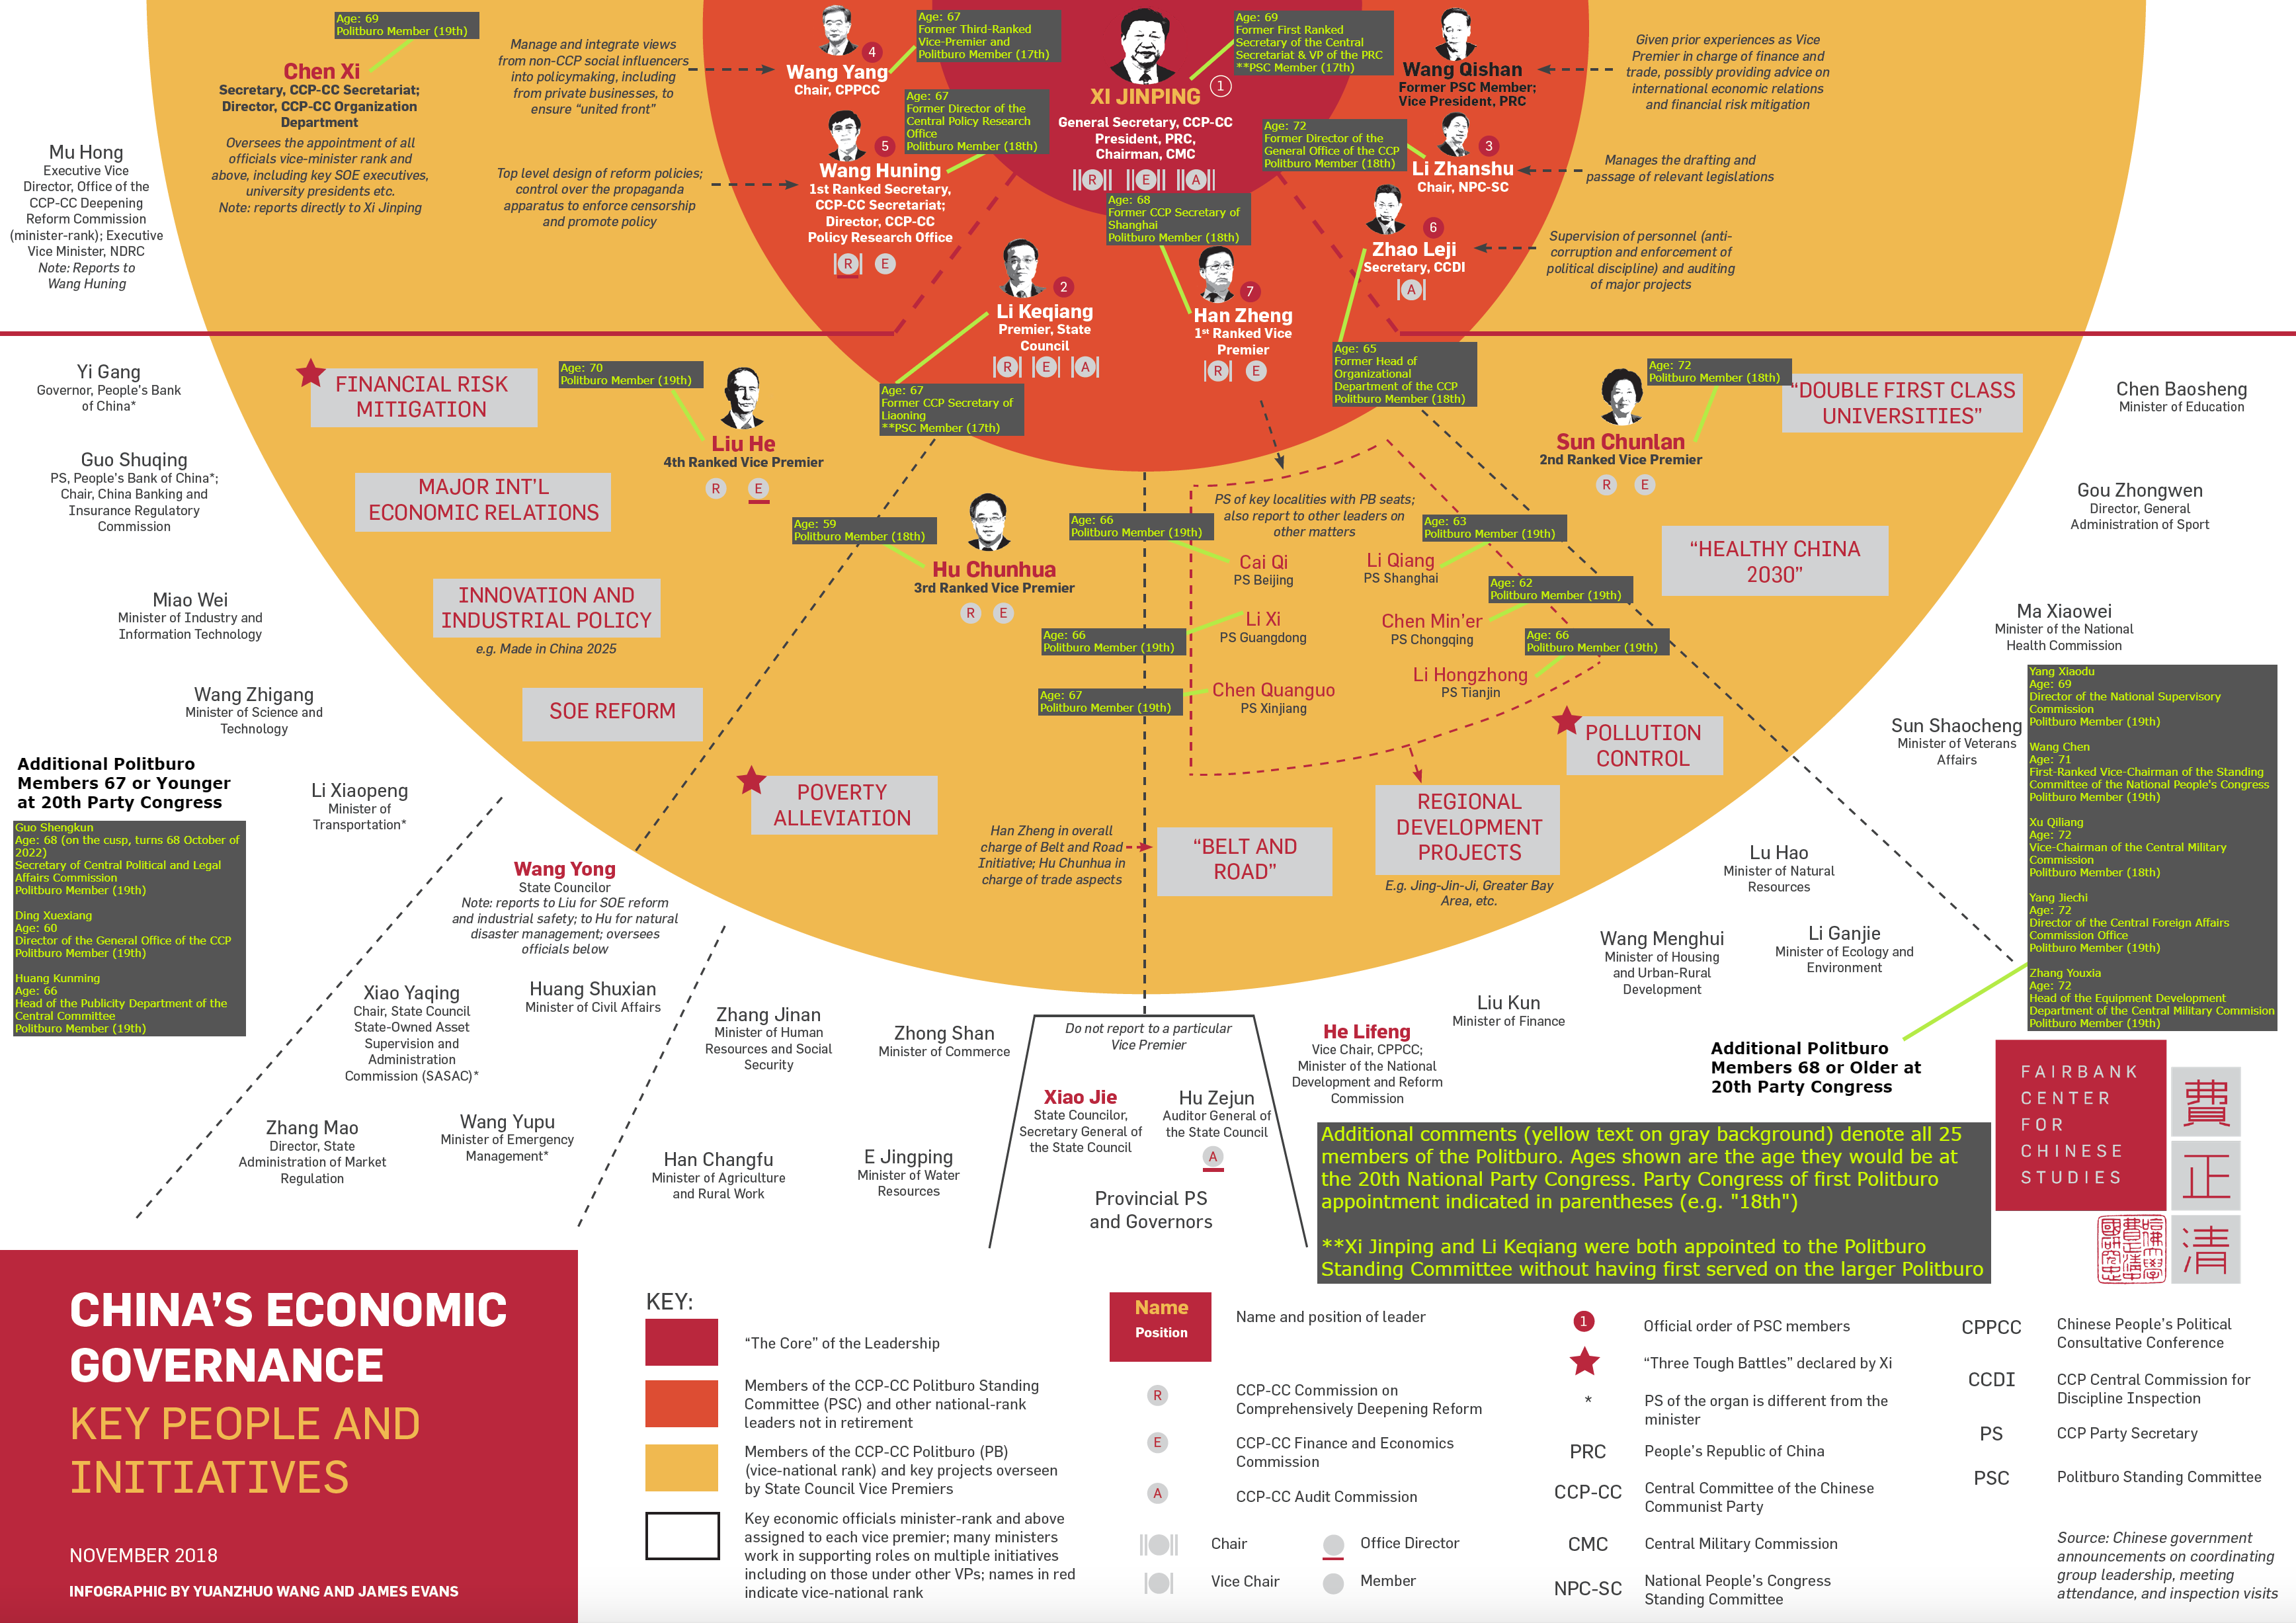 Age: 69
Politburo Member (19th)
Chen Xi
Secretary, CCP-CC Secretariat;
Director, CCP-CC Organization
Department
Oversees the appointment of all
officials vice-minister rank and
above, including key SOE executives,
university presidents etc.
Note: reports directly to Xi Jinping
Mu Hong
Executive Vice
Director, Office of the
CCP-CC Deepening
Reform Commission
(minister-rank); Executive
Vice Minister, NDRC
Note: Reports to
Wang Huning
Manage and integrate views
from non-CCP social influencers
into policymaking, including
from private businesses, to
ensure “united front”
4
Wang Yang
Chair, CPPCC
Age: 67
Former Third-Ranked
Vice-Premier and
Politburo Member (17th)
Top level design of reform policies;
control over the propaganda
apparatus to enforce censorship
and promote policy
5
Wang Huning
1st Ranked Secretary,
CCP-CC Secretariat;
Director, CCP-CC
Policy Research Office
R E
Age: 67
Former Director of the
Central Policy Research
Office
Politburo Member (18th)
1
XI JINPING
General Secretary, CCP-CC
President, PRC,
Chairman, CMC
R E A
Age: 69
Former First Ranked
Secretary of the Central
Secretariat & VP of the PRC
**PSC Member (17th)
Wang Qishan
Former PSC Member;
Vice President, PRC
Given prior experiences as Vice
Premier in charge of finance and
trade, possibly providing advice on
international economic relations
and financial risk mitigation
Age: 72
Former Director of the
General Office of the CCP
Politburo Member (18th)
3
Li Zhanshu
Chair, NPC-SC
Manages the drafting and
passage of relevant legislations
6
Zhao Leji
Secretary, CCDI
A
Supervision of personnel (anti-
corruption and enforcement of
political discipline) and auditing
of major projects
Age: 68
Former CCP Secretary of
Shanghai
Politburo Member (18th)
2
Li Keqiang
Premier, State
Council
R E A
7
Han Zheng
1st Ranked Vice
Premier
R E
Age: 67
Former CCP Secretary of
Liaoning
**PSC Member (17th)
Age: 65
Former Head of
Organizational
Department of the CCP
Politburo Member (18th)
Yi Gang
Governor, People’s Bank
of China*
Guo Shuqing
PS, People’s Bank of China*;
Chair, China Banking and
Insurance Regulatory
Commission
Miao Wei
Minister of Industry and
Information Technology
Wang Zhigang
Minister of Science and
Technology
Li Xiaopeng
Minister of
Transportation*
FINANCIAL RISK
MITIGATION
MAJOR INT’L
ECONOMIC RELATIONS
INNOVATION AND
INDUSTRIAL POLICY
e.g. Made in China 2025
SOE REFORM
Age: 70
Politburo Member (19th)
Liu He
4th Ranked Vice Premier
R E
Age: 59
Politburo Member (18th)
Hu Chunhua
3rd Ranked Vice Premier
R E
POVERTY
ALLEVIATION
PS of key localities with PB seats;
also report to other leaders on
other matters
Age: 66
Politburo Member (19th)
Cai Qi
PS Beijing
Age: 63
Politburo Member (19th)
Li Qiang
PS Shanghai
Age: 66
Politburo Member (19th)
Li Xi
PS Guangdong
Age: 62
Politburo Member (19th)
Chen Min’er
PS Chongqing
Age: 67
Politburo Member (19th)
Chen Quanguo
PS Xinjiang
Age: 66
Politburo Member (19th)
Li Hongzhong
PS Tianjin
Han Zheng in overall
charge of Belt and Road
Initiative; Hu Chunhua in
charge of trade aspects
“BELT AND
ROAD”
REGIONAL
DEVELOPMENT
PROJECTS
E.g. Jing-Jin-Ji, Greater Bay
Area, etc.
POLLUTION
CONTROL
Age: 72
Politburo Member (18th)
Sun Chunlan
2nd Ranked Vice Premier
R E
“DOUBLE FIRST CLASS
UNIVERSITIES”
“HEALTHY CHINA
2030”
Chen Baosheng
Minister of Education
Gou Zhongwen
Director, General
Administration of Sport
Ma Xiaowei
Minister of the National
Health Commission
Sun Shaocheng
Minister of Veterans
Affairs
Yang Xiaodu
Age: 69
Director of the National Supervisory
Commission
Politburo Member (19th)
Wang Chen
Age: 71
First-Ranked Vice-Chairman of the Standing
Committee of the National People's Congress
Politburo Member (19th)
Xu Qiliang
Age: 72
Vice-Chairman of the Central Military
Commission
Politburo Member (18th)
Yang Jiechi
Age: 72
Director of the Central Foreign Affairs
Commission Office
Politburo Member (19th)
Zhang Youxia
Age: 72
Head of the Equipment Development
Department of the Central Military Commision
Politburo Member (19th)
Additional Politburo
Members 68 or Older at
20th Party Congress
Additional Politburo
Members 67 or Younger
at 20th Party Congress
Guo Shengkun
Age: 68 (on the cusp, turns 68 October of
2022)
Secretary of Central Political and Legal
Affairs Commission
Politburo Member (19th)
Ding Xuexiang
Age: 60
Director of the General Office of the CCP
Politburo Member (19th)
Huang Kunming
Age: 66
Head of the Publicity Department of the
Central Committee
Politburo Member (19th)
Wang Yong
State Councilor
Note: reports to Liu for SOE reform
and industrial safety; to Hu for natural
disaster management; oversees
officials below
Xiao Yaqing
Chair, State Council
State-Owned Asset
Supervision and
Administration
Commission (SASAC)*
Huang Shuxian
Minister of Civil Affairs
Zhang Mao
Director, State
Administration of Market
Regulation
Wang Yupu
Minister of Emergency
Management*
Zhang Jinan
Minister of Human
Resources and Social
Security
Zhong Shan
Minister of Commerce
Han Changfu
Minister of Agriculture
and Rural Work
E Jingping
Minister of Water
Resources
Do not report to a particular
Vice Premier
Xiao Jie
State Councilor,
Secretary General of
the State Council
Hu Zejun
Auditor General of
the State Council
A
Provincial PS
and Governors
He Lifeng
Vice Chair, CPPCC;
Minister of the National
Development and Reform
Commission
Liu Kun
Minister of Finance
Wang Menghui
Minister of Housing
and Urban-Rural
Development
Li Ganjie
Minister of Ecology and
Environment
Lu Hao
Minister of Natural
Resources
Additional comments (yellow text on gray background) denote all 25
members of the Politburo. Ages shown are the age they would be at
the 20th National Party Congress. Party Congress of first Politburo
appointment indicated in parentheses (e.g. "18th")
**Xi Jinping and Li Keqiang were both appointed to the Politburo
Standing Committee without having first served on the larger Politburo
FAIRBANK
CENTER
FOR
CHINESE
STUDIES
費
正
清
CHINA’S ECONOMIC
GOVERNANCE
KEY PEOPLE AND
INITIATIVES
NOVEMBER 2018
INFOGRAPHIC BY YUANZHUO WANG AND JAMES EVANS
KEY:
“The Core” of the Leadership
Members of the CCP-CC Politburo Standing
Committee (PSC) and other national-rank
leaders not in retirement
Members of the CCP-CC Politburo (PB)
(vice-national rank) and key projects overseen
by State Council Vice Premiers
Key economic officials minister-rank and above
assigned to each vice premier; many ministers
work in supporting roles on multiple initiatives
including on those under other VPs; names in red
indicate vice-national rank
Name
Position
Name and position of leader
R
CCP-CC Commission on
Comprehensively Deepening Reform
E
CCP-CC Finance and Economics
Commission
A
CCP-CC Audit Commission
Chair
Office Director
Vice Chair
Member
1
Official order of PSC members
“Three Tough Battles” declared by Xi
*
PS of the organ is different from the
minister
PRC
People’s Republic of China
CCP-CC
Central Committee of the Chinese
Communist Party
CMC
Central Military Commission
NPC-SC
National People’s Congress
Standing Committee
CPPCC
Chinese People’s Political
Consultative Conference
CCDI
CCP Central Commission for
Discipline Inspection
PS
CCP Party Secretary
PSC
Politburo Standing Committee
Source: Chinese government
announcements on coordinating
group leadership, meeting
attendance, and inspection visits